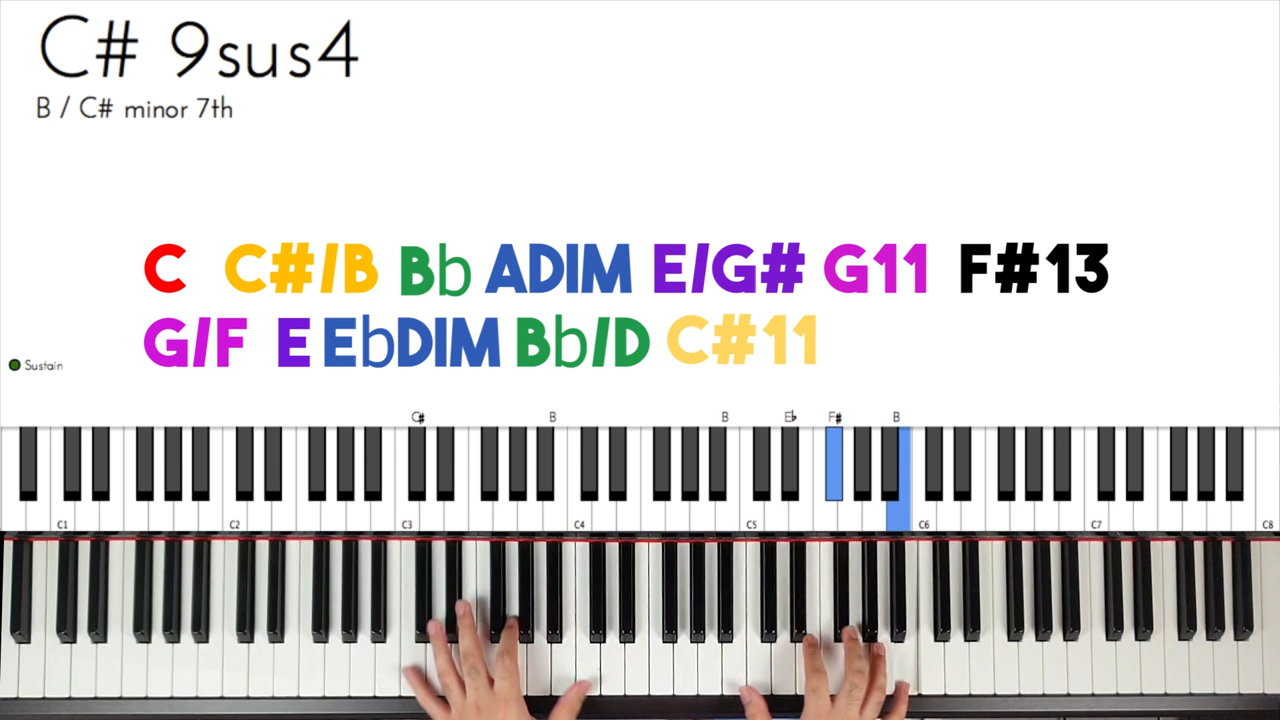 C# 9sus4
B / C# minor 7th
C C#/B Bb ADIM E/G# G11 F#13
G/F E EbDIM Bb/D C#11
Sustain
C# B B Eb F# B
C1 C2 C3 C4 C5 C6 C7 C8